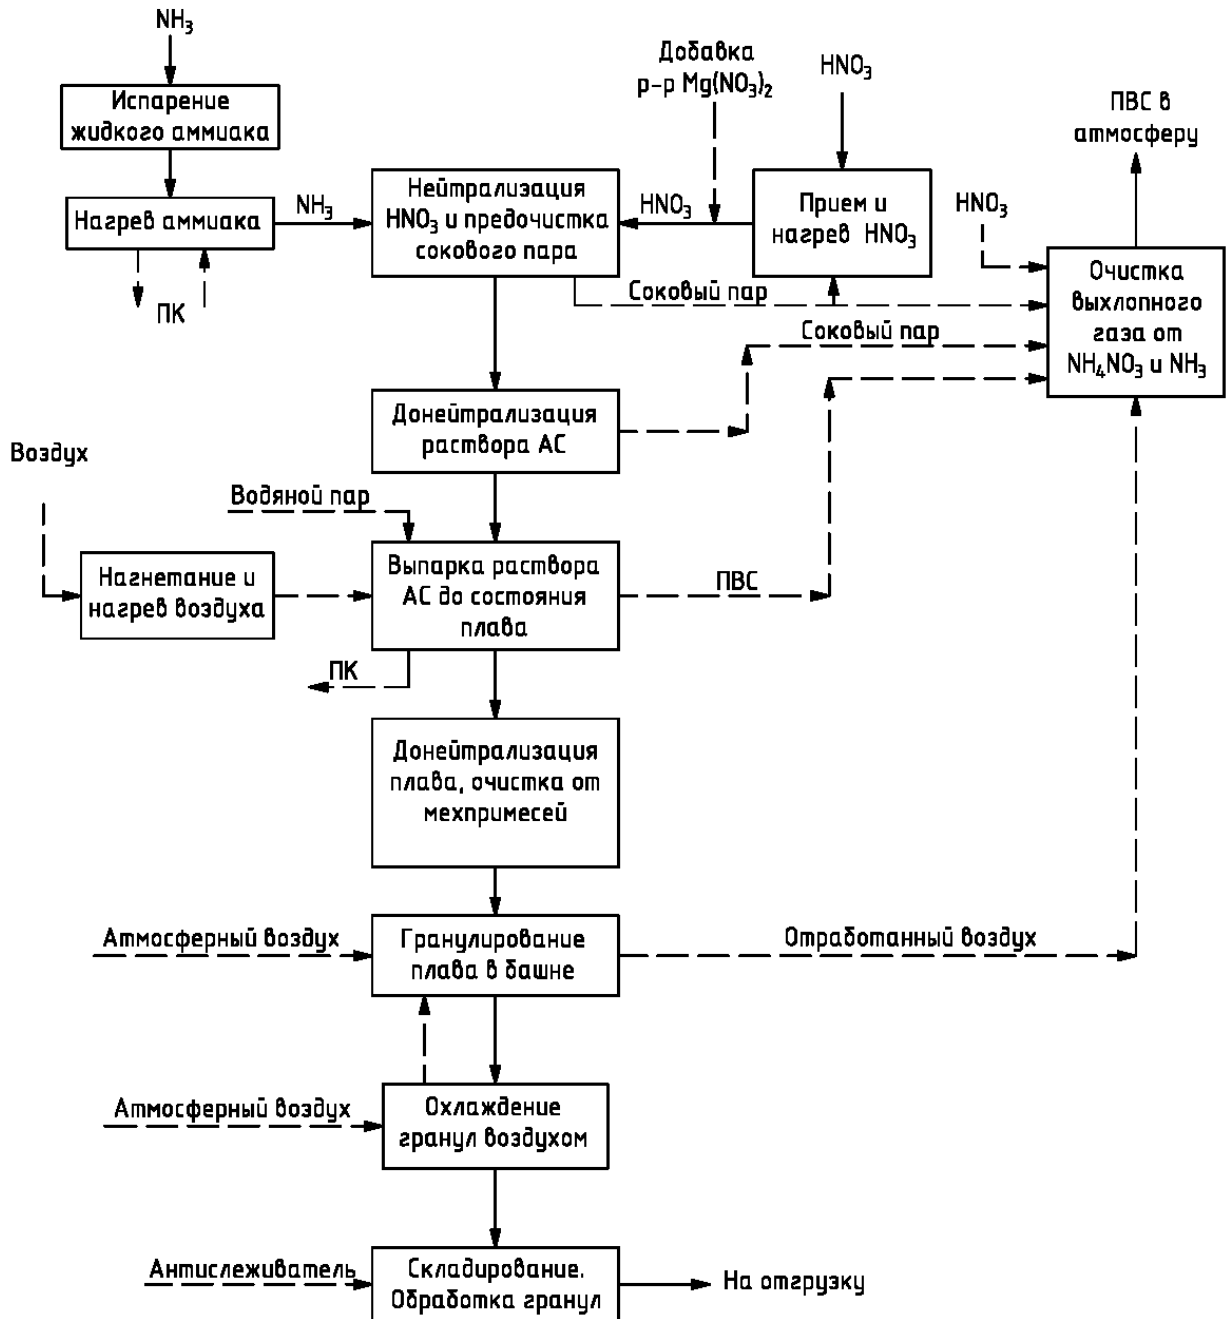 NH₃
Испарение
жидкого аммиака
Нагрев аммиака
ПК
NH₃
Добавка
р-р Mg(NO₃)₂
HNO₃
Нейтрализация
HNO₃ и предочистка
сокового пара
HNO₃
Прием и
нагрев HNO₃
ПВС в
атмосферу
HNO₃
Очистка
выхлопного
газа от
NH₄NO₃ и NH₃
Соковый пар
Соковый пар
Донейтрализация
раствора АС
Воздух
Водяной пар
Нагнетание и
нагрев воздуха
Выпарка раствора
АС до состояния
плава
ПВС
ПК
Донейтрализация
плава, очистка от
мехпримесей
Атмосферный воздух
Гранулирование
плава в башне
Отработанный воздух
Атмосферный воздух
Охлаждение
гранул воздухом
Антислеживатель
Складирование.
Обработка гранул
На отгрузку